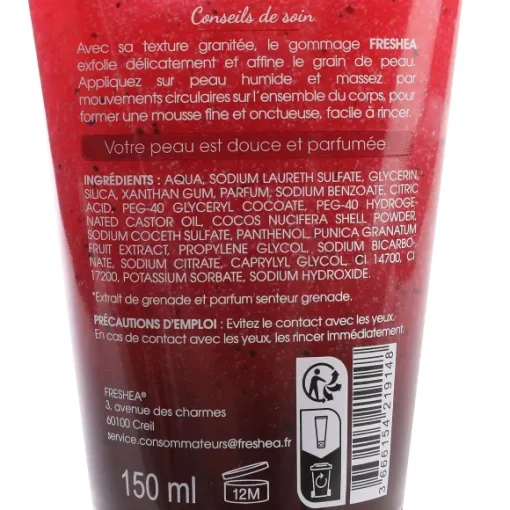 Conseils de soin
Avec sa texture granitée, le gommage FRESHEA
exfolie délicatement et affine le grain de peau.
Appliquez sur peau humide et massez par
mouvements circulaires sur l'ensemble du corps, pour
former une mousse fine et onctueuse, facile à rincer.
Votre peau est douce et parfumée.
INGRÉDIENTS : AQUA, SODIUM LAURETH SULFATE, GLYCERIN,
SILICA, XANTHAN GUM, PARFUM, SODIUM BENZOATE, CITRIC
ACID, PEG-40 GLYCERYL COCOATE, PEG-40 HYDROGE-
NATED CASTOR OIL, COCOS NUCIFERA SHELL POWDER,
SODIUM COCETH SULFATE, PANTHENOL, PUNICA GRANATUM
FRUIT EXTRACT, PROPYLENE GLYCOL, SODIUM BICARBO-
NATE, SODIUM CITRATE, CAPRYLYL GLYCOL. CI 14700, CI
17200, POTASSIUM SORBATE, SODIUM HYDROXIDE.
*Extrait de grenade et parfum senteur grenade.
PRÉCAUTIONS D'EMPLOI : Evitez le contact avec les yeux.
En cas de contact avec les yeux, les rincer immédiatement.
FRESHEA®
3, avenue des charmes
60100 Creil
service.consommateurs@freshea.fr
150 ml
12M
3 666154 219148